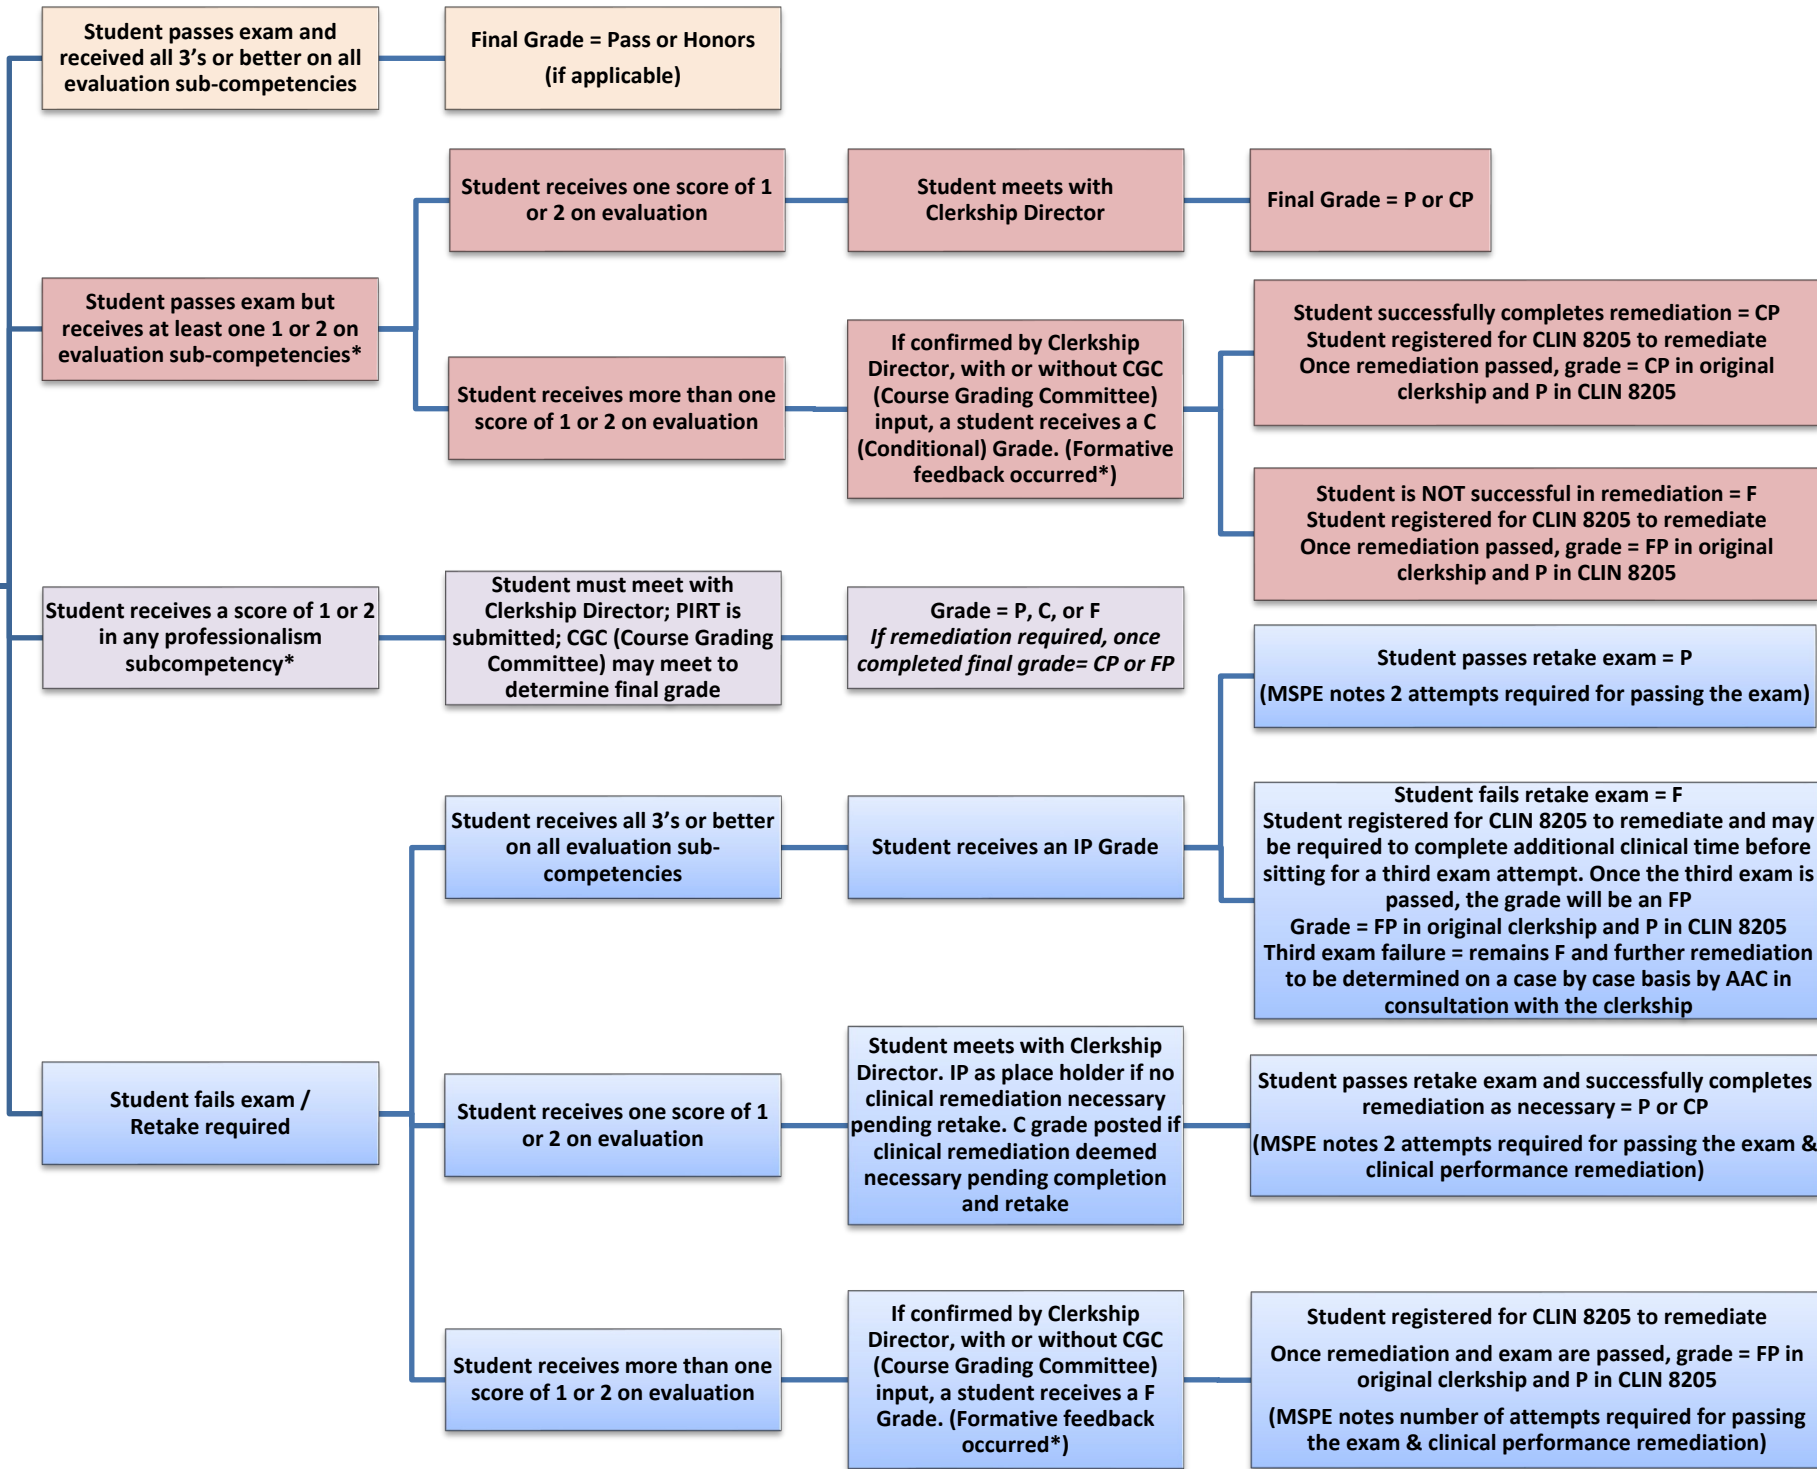 Student passes exam and
received all 3’s or better on all
evaluation sub-competencies
Final Grade = Pass or Honors
(if applicable)
Student passes exam but
receives at least one 1 or 2 on
evaluation sub-competencies*
Student receives one score of 1
or 2 on evaluation
Student meets with
Clerkship Director
Final Grade = P or CP
Student receives more than one
score of 1 or 2 on evaluation
If confirmed by Clerkship
Director, with or without CGC
(Course Grading Committee)
input, a student receives a C
(Conditional) Grade. (Formative
feedback occurred*)
Student successfully completes remediation = CP
Student registered for CLIN 8205 to remediate
Once remediation passed, grade = CP in original
clerkship and P in CLIN 8205
Student is NOT successful in remediation = F
Student registered for CLIN 8205 to remediate
Once remediation passed, grade = FP in original
clerkship and P in CLIN 8205
Student receives a score of 1 or 2
in any professionalism
subcompetency*
Student must meet with
Clerkship Director; PIRT is
submitted; CGC (Course Grading
Committee) may meet to
determine final grade
Grade = P, C, or F
If remediation required, once
completed final grade= CP or FP
Student fails exam /
Retake required
Student receives all 3’s or better
on all evaluation sub-
competencies
Student receives an IP Grade
Student passes retake exam = P
(MSPE notes 2 attempts required for passing the exam)
Student fails retake exam = F
Student registered for CLIN 8205 to remediate and may
be required to complete additional clinical time before
sitting for a third exam attempt. Once the third exam is
passed, the grade will be an FP
Grade = FP in original clerkship and P in CLIN 8205
Third exam failure = remains F and further remediation
to be determined on a case by case basis by AAC in
consultation with the clerkship
Student receives one score of 1
or 2 on evaluation
Student meets with Clerkship
Director. IP as place holder if no
clinical remediation necessary
pending retake. C grade posted if
clinical remediation deemed
necessary pending completion
and retake
Student passes retake exam and successfully completes
remediation as necessary = P or CP
(MSPE notes 2 attempts required for passing the exam &
clinical performance remediation)
Student receives more than one
score of 1 or 2 on evaluation
If confirmed by Clerkship
Director, with or without CGC
(Course Grading Committee)
input, a student receives a F
Grade. (Formative feedback
occurred*)
Student registered for CLIN 8205 to remediate
Once remediation and exam are passed, grade = FP in
original clerkship and P in CLIN 8205
(MSPE notes number of attempts required for passing
the exam & clinical performance remediation)